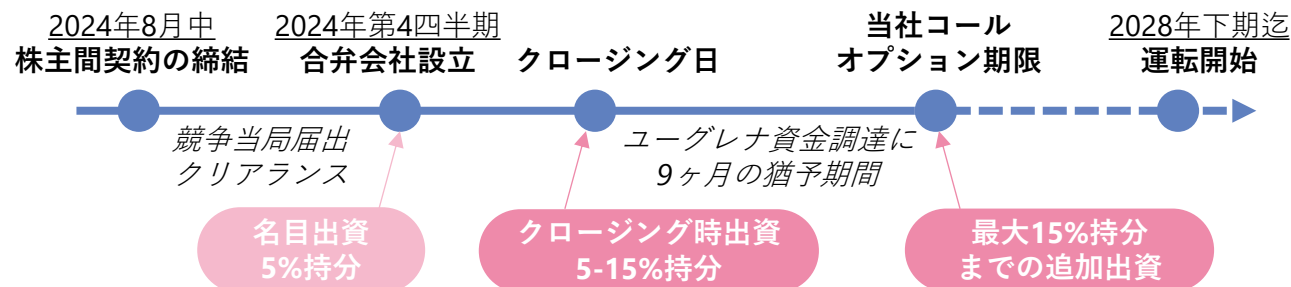 2024年8月中
株主間契約の締結
2024年第4四半期
合弁会社設立
クロージング日
当社コール
オプション期限
2028年下期迄
運転開始
競争当局届出
クリアランス
ユーグレナ資金調達に
9ヶ月の猶予期間
名目出資
5%持分
クロージング時出資
5-15%持分
最大15%持分
までの追加出資